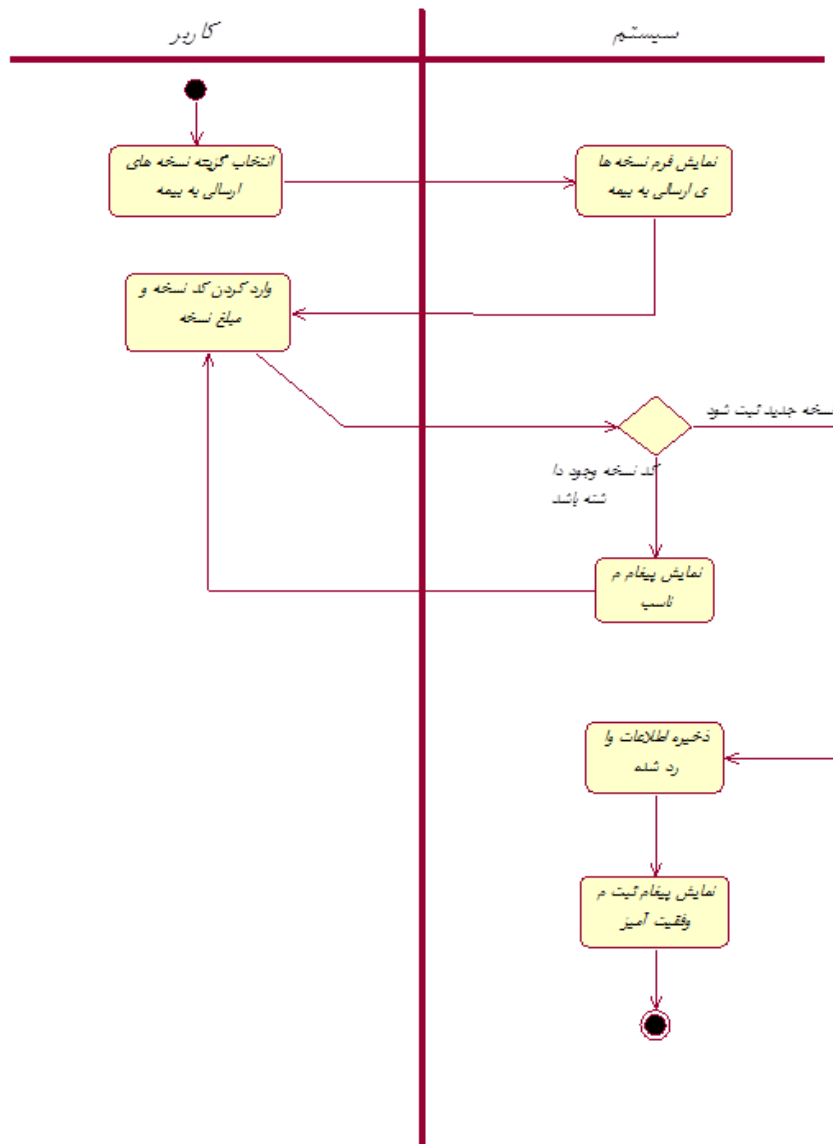 کاربر
سیستم
انتخاب گزینه نسخه های
ارسالی به بیمه
نمایش فرم نسخه ها
ی ارسالی به بیمه
وارد کردن کد نسخه و
مبلغ نسخه
نسخه جدید ثبت شود
کد نسخه وجود دا
شته باشد
نمایش پیغام م
ناسب
ذخیره اطلاعات وا
رد شده
نمایش پیغام ثبت م
وفقیت آمیز